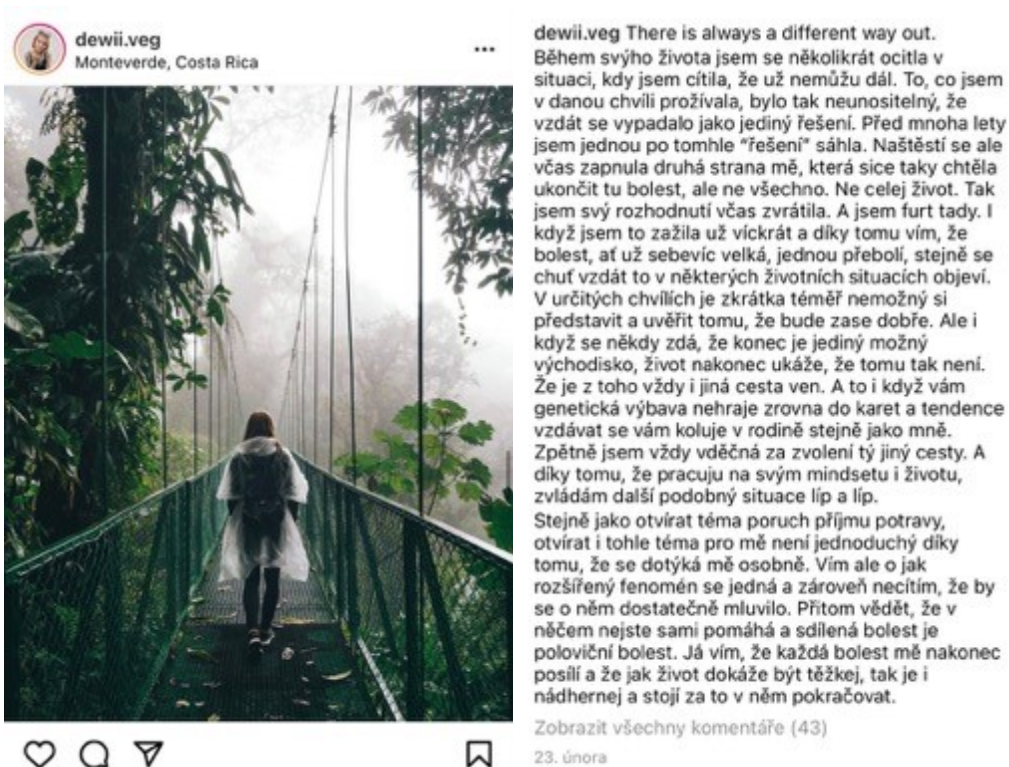 dewii.veg
Monteverde, Costa Rica
dewii.veg There is always a different way out.
Během svýho života jsem se několikrát ocitla v
situaci, kdy jsem cítila, že už nemůžu dál. To, co jsem
v danou chvíli prožívala, bylo tak neunositelný, že
vzdát se vypadalo jako jediný řešení. Před mnoha lety
jsem jednou po tomhle "řešení" sáhla. Naštěstí se ale
včas zapnula druhá strana mě, která sice taky chtěla
ukončit tu bolest, ale ne všechno. Ne celej život. Tak
jsem svý rozhodnutí včas zvrátila. A jsem furt tady. I
když jsem to zažila už víckrát a díky tomu vím, že
bolest, ať už sebevíc velká, jednou přebolí, stejně se
chuť vzdát to v některých životních situacích objeví.
V určitých chvílích je zkrátka téměř nemožný si
představit a uvěřit tomu, že bude zase dobře. Ale i
když se někdy zdá, že konec je jediný možný
východisko, život nakonec ukáže, že tomu tak není.
Že je z toho vždy i jiná cesta ven. A to i když vám
genetická výbava nehraje zrovna do karet a tendence
vzdávat se vám koluje v rodině stejně jako mně.
Zpětně jsem vždy vděčná za zvolení tý jiný cesty. A
díky tomu, že pracuju na svým mindsetu i životu,
zvládám další podobný situace líp a líp.
Stejně jako otvírat téma poruch příjmu potravy,
otvírat i tohle téma pro mě není jednoduchý díky
tomu, že se dotýká mě osobně. Vím ale o jak
rozšířený fenomén se jedná a zároveň necítím, že by
se o něm dostatečně mluvilo. Přitom vědět, že v
něčem nejste sami pomáhá a sdílená bolest je
poloviční bolest. Já vím, že každá bolest mě nakonec
posílí a že jak život dokáže být těžkej, tak je i
nádhernej a stojí za to v něm pokračovat.
Zobrazit všechny komentáře (43)
23. února